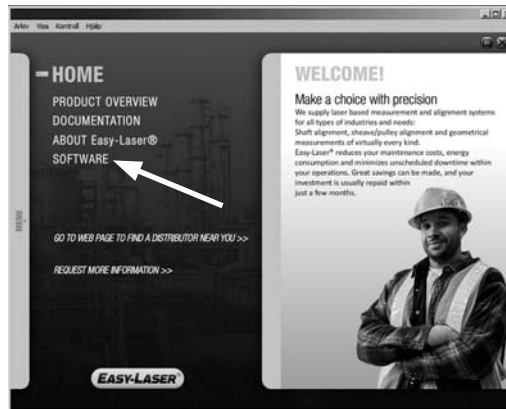 Arkiv Visa Kontroll Hjälp
HOME
PRODUCT OVERVIEW
DOCUMENTATION
ABOUT Easy-Laser®
SOFTWARE
MENU
GO TO WEB PAGE TO FIND A DISTRIBUTOR NEAR YOU >>
REQUEST MORE INFORMATION >>
EASY-LASER®
WELCOME!
Make a choice with precision
We supply laser based measurement and alignment systems
for all types of industries and needs:
Shaft alignment, sheave/pulley alignment and geometrical
measurements of virtually every kind.
Easy-Laser® reduces your maintenance costs, energy
consumption and minimizes unscheduled downtime within
your operations. Great savings can be made, and your
investment is usually repaid within
just a few months.